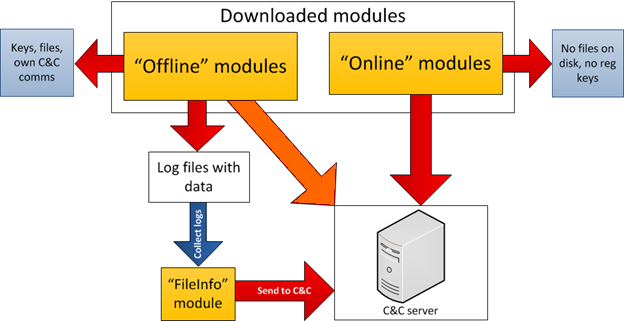 Downloaded modules
Keys, files,
own C&C
comms
“Offline” modules
“Online” modules
No files on
disk, no reg
keys
Log files with
data
Collect logs
“FileInfo”
module
Send to C&C
C&C server